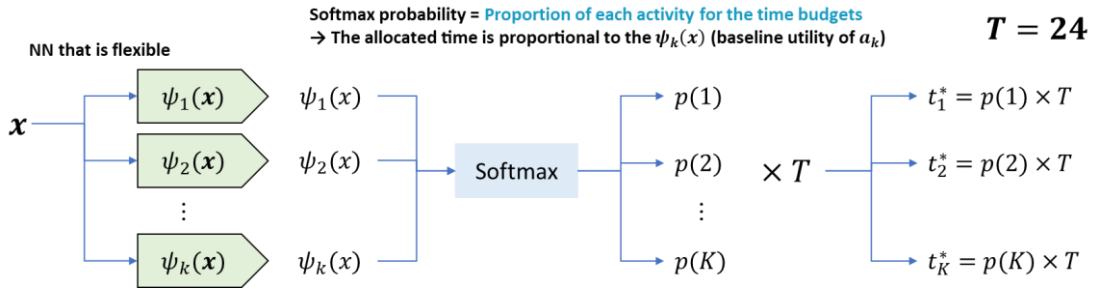 Softmax probability = Proportion of each activity for the time budgets
→ The allocated time is proportional to the ψₖ(x) (baseline utility of aₖ)
T = 24
NN that is flexible
x
ψ₁(x) ψ₁(x) p(1) t₁* = p(1) × T
ψ₂(x) ψ₂(x) Softmax p(2) × T t₂* = p(2) × T
⋮ ⋮
ψₖ(x) ψₖ(x) p(K) t_K* = p(K) × T